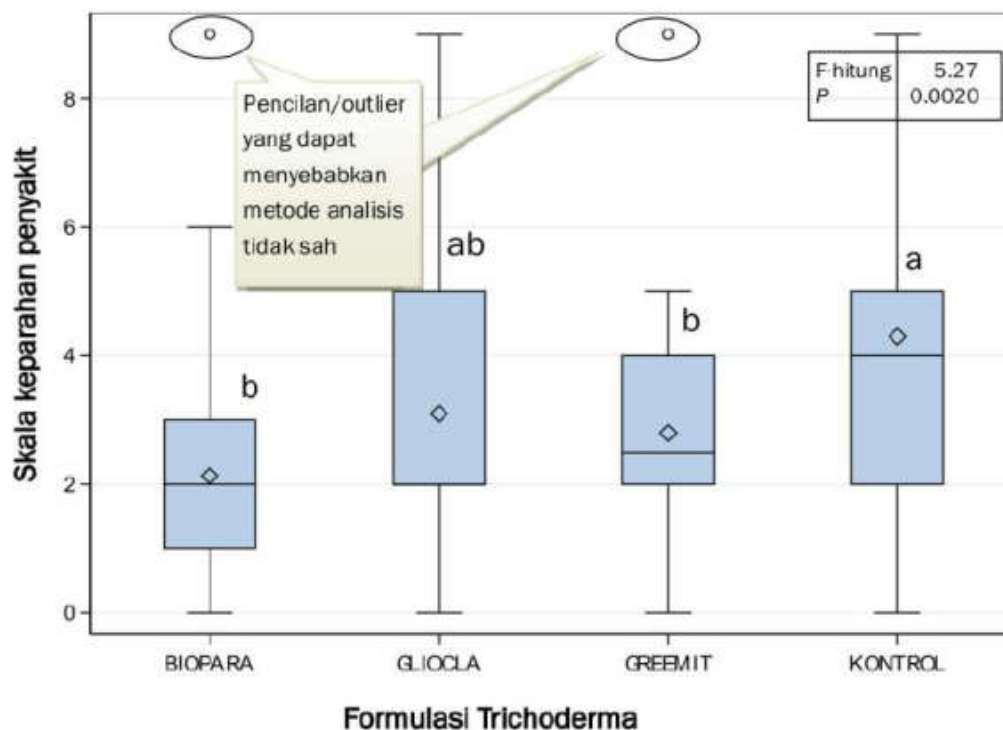 Skala keparahan penyakit
8
6
4
2
0
Pencilan/outlier
yang dapat
menyebabkan
metode analisis
tidak sah
F-hitung 5.27
P 0.0020
b
ab
b
a
BIOPARA GLIOCLA GREEMIT KONTROL
Formulasi Trichoderma